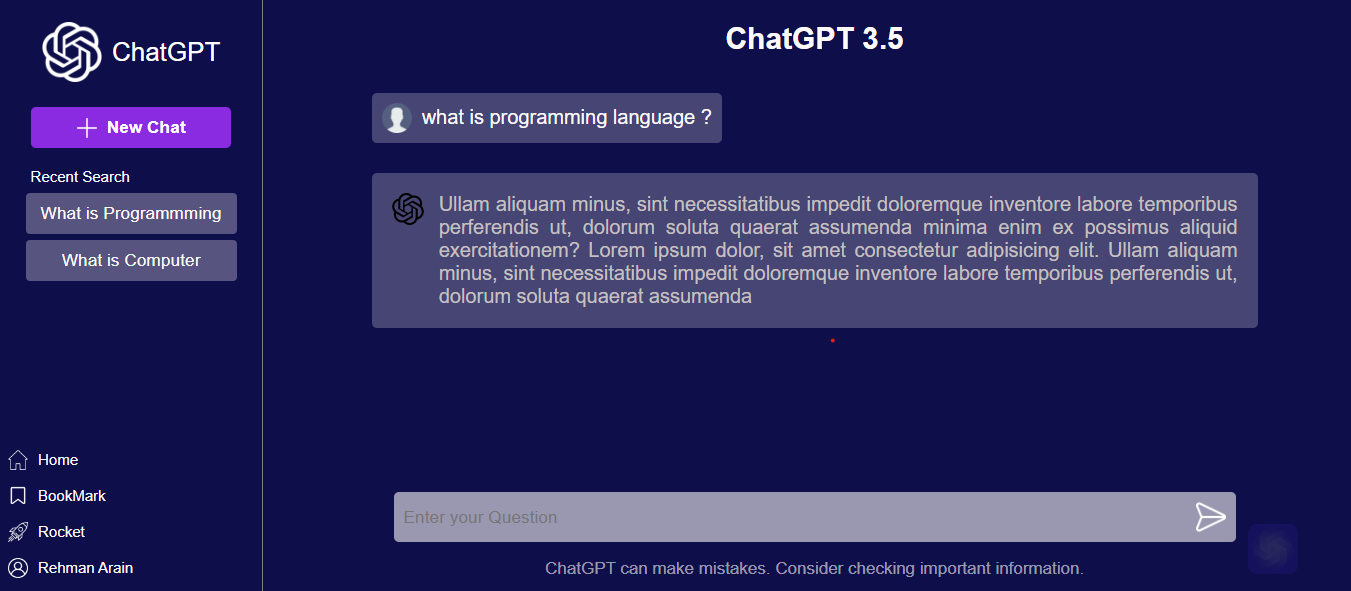 ChatGPT
New Chat
Recent Search
What is Programmming
What is Computer
Home
BookMark
Rocket
Rehman Arain
ChatGPT 3.5
what is programming language ?
Ullam aliquam minus, sint necessitatibus impedit doloremque inventore labore temporibus
perferendis ut, dolorum soluta quaerat assumenda minima enim ex possimus aliquid
exercitationem? Lorem ipsum dolor, sit amet consectetur adipisicing elit. Ullam aliquam
minus, sint necessitatibus impedit doloremque inventore labore temporibus perferendis ut,
dolorum soluta quaerat assumenda
Enter your Question
ChatGPT can make mistakes. Consider checking important information.